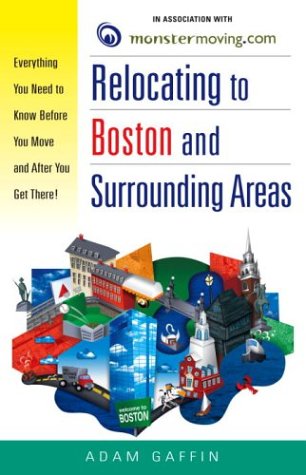 IN ASSOCIATION WITH
monstermoving.com
Everything
You Need to
Know Before
You Move
and After You
Get There!
Relocating to
Boston and
Surrounding Areas
welcome to
BOSTON
ADAM GAFFIN